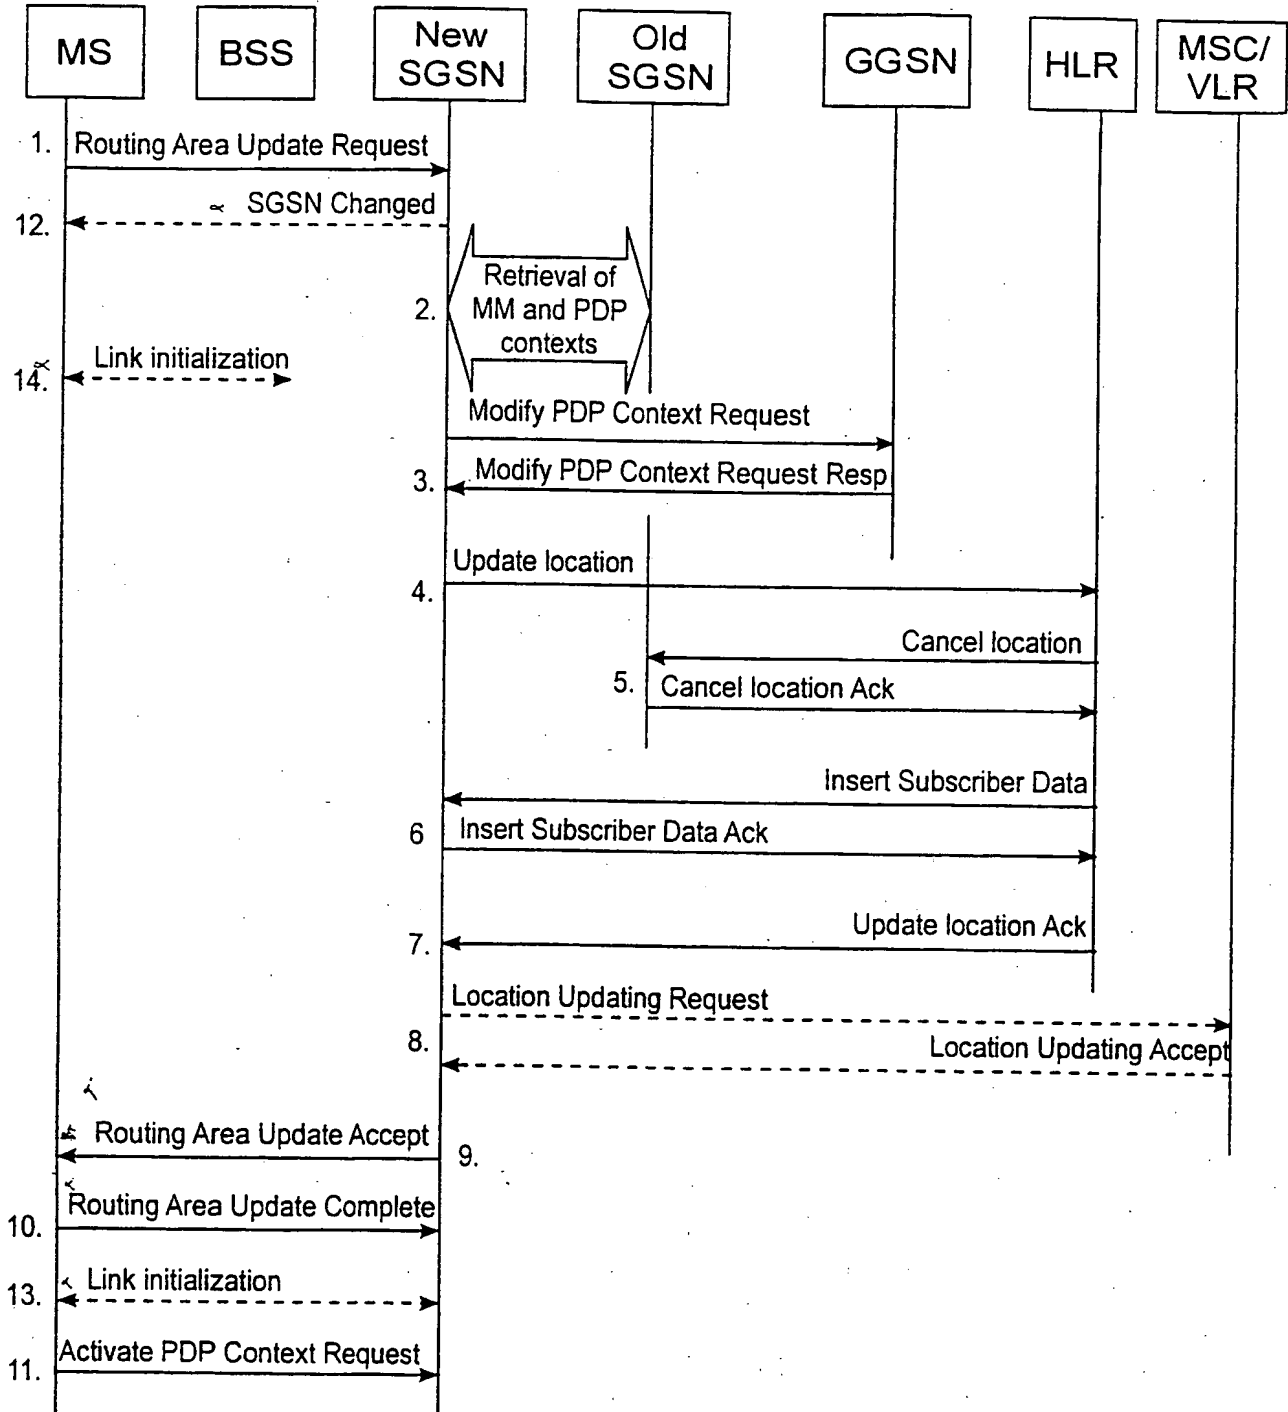 MS
BSS
New
SGSN
Old
SGSN
GGSN
HLR
MSC/
VLR
1. Routing Area Update Request
SGSN Changed
12.
Retrieval of
2. MM and PDP
contexts
Link initialization
14.
Modify PDP Context Request
3. Modify PDP Context Request Resp
Update location
4.
Cancel location
5. Cancel location Ack
Insert Subscriber Data
6 Insert Subscriber Data Ack
Update location Ack
7.
Location Updating Request
8.
Location Updating Accept
Routing Area Update Accept 9.
Routing Area Update Complete
10.
Link initialization
13.
Activate PDP Context Request
11.